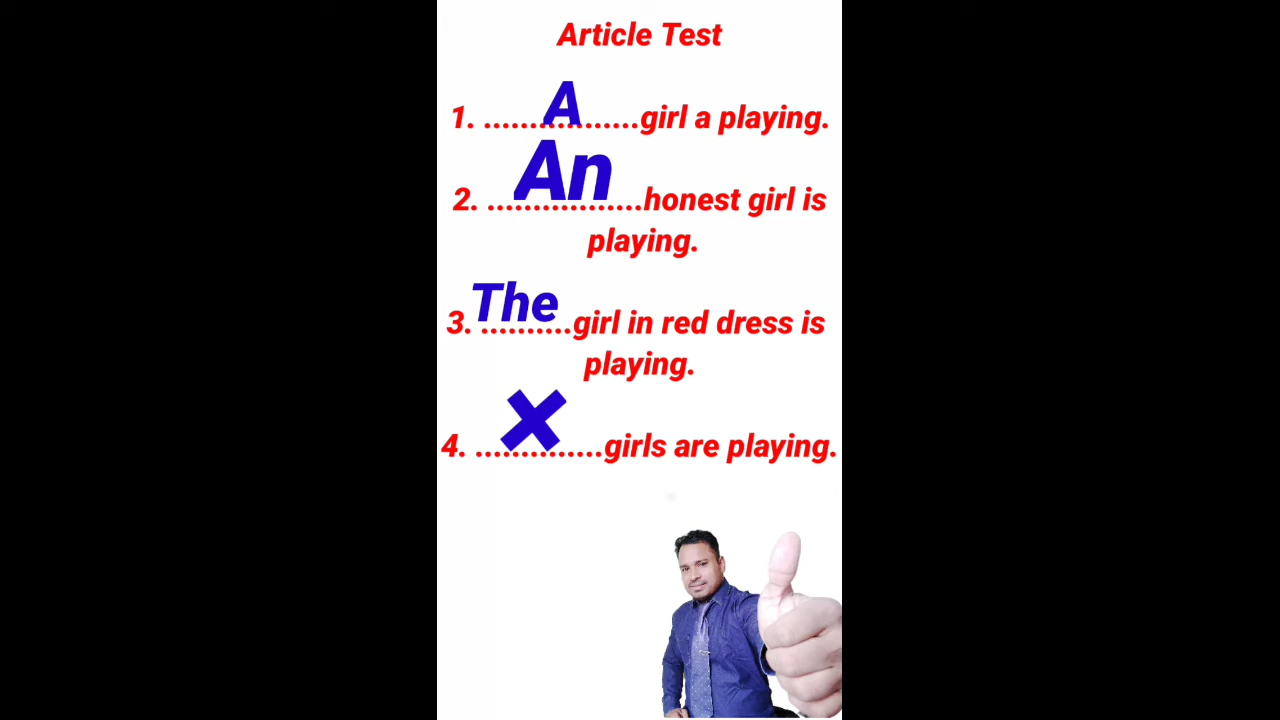 Article Test
1. .................girl a playing.
A
2. .................honest girl is
An
playing.
3. ..........girl in red dress is
The
playing.
4. ..............girls are playing.
×